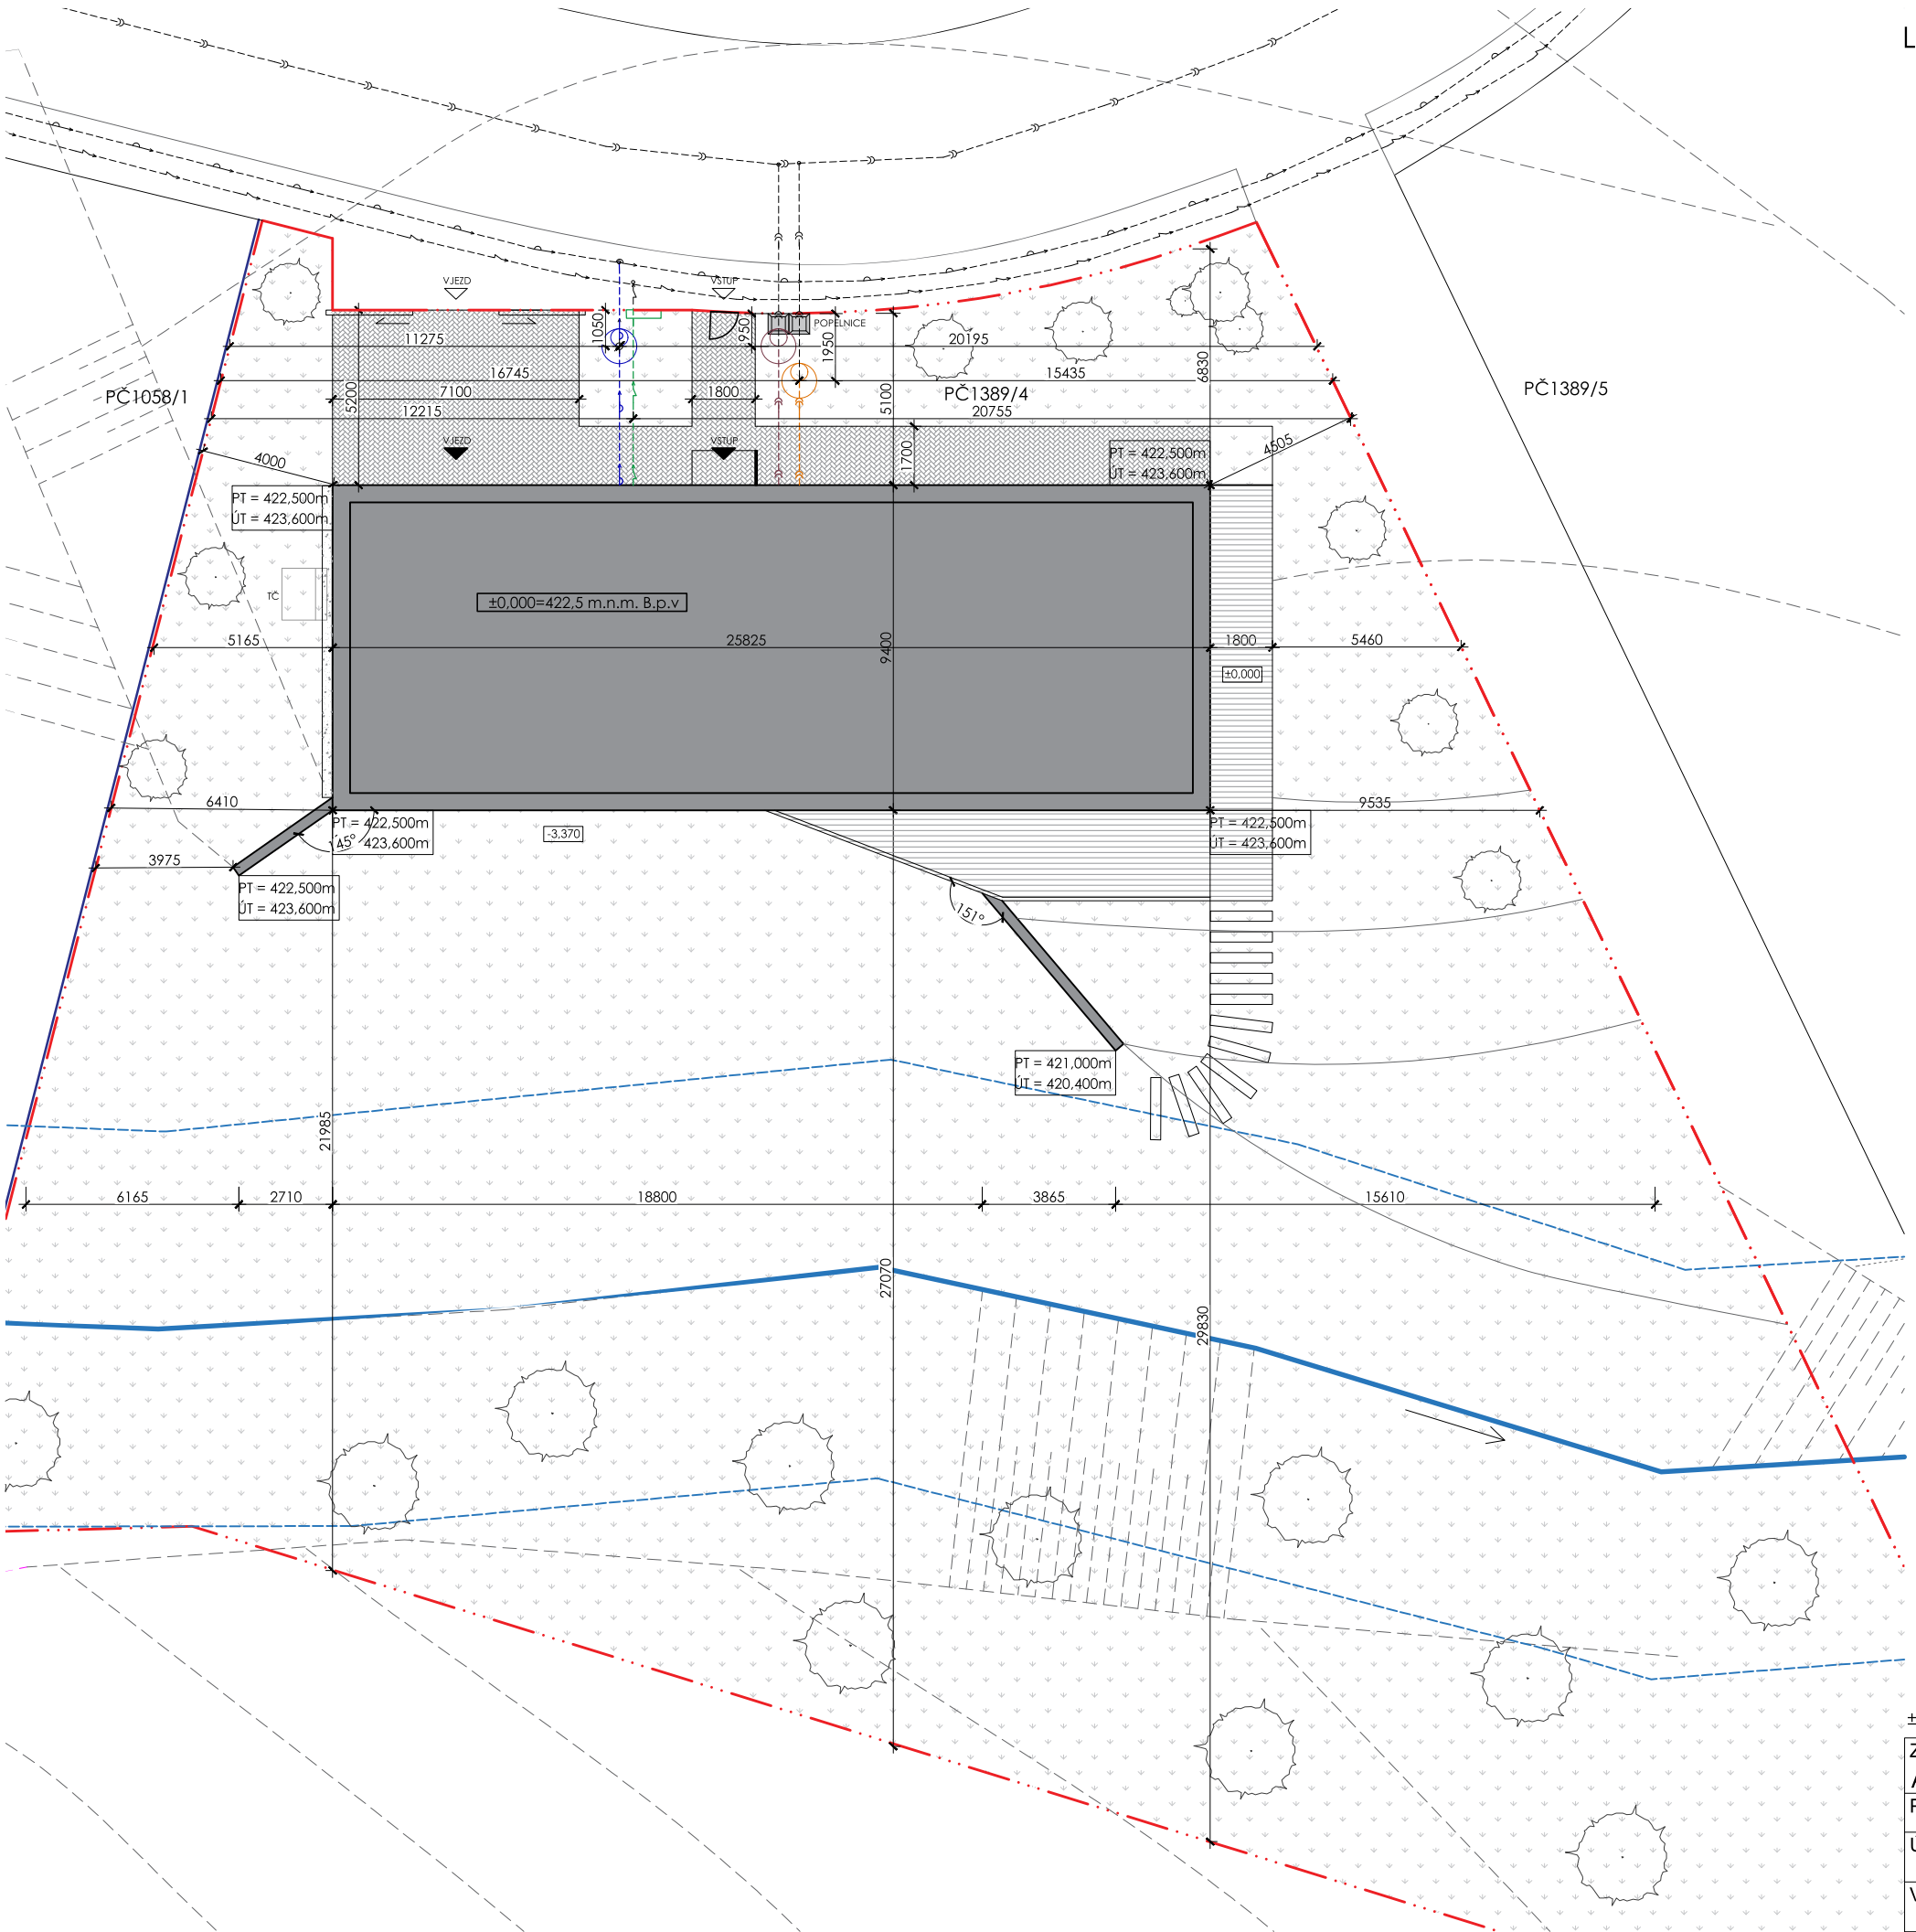 L
VJEZD
VSTUP
POPELNICE
1050
950
1950
11275
20195
6830
16745
15435
PČ1058/1
5200
7100
1800
5100
PČ1389/4
PČ1389/5
12215
20755
VJEZD
VSTUP
1700
4505
4000
PT = 422,500m
ÚT = 423,600m
PT = 422,500m
ÚT = 423,600m
TČ
±0,000=422,5 m.n.m. B.p.v
5165
25825
9400
1800
5460
±0,000
6410
9535
PT = 422,500m
423,600m
145°
-3,370
PT = 422,500m
ÚT = 423,600m
3975
PT = 422,500m
ÚT = 423,600m
151°
PT = 421,000m
ÚT = 420,400m
21985
6165
2710
18800
3865
15610
27070
29830
±